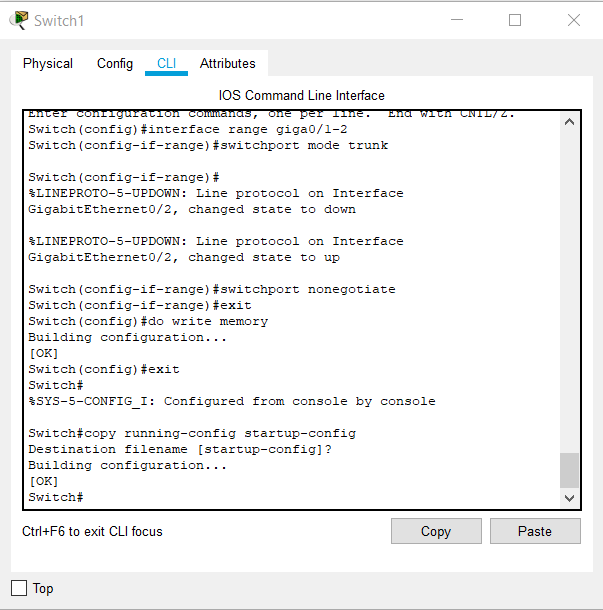 Switch1
Physical Config CLI Attributes
IOS Command Line Interface
Enter configuration commands, one per line.  End with CNTL/Z.
Switch(config)#interface range giga0/1-2
Switch(config-if-range)#switchport mode trunk
Switch(config-if-range)#
%LINEPROTO-5-UPDOWN: Line protocol on Interface
GigabitEthernet0/2, changed state to down
%LINEPROTO-5-UPDOWN: Line protocol on Interface
GigabitEthernet0/2, changed state to up
Switch(config-if-range)#switchport nonegotiate
Switch(config-if-range)#exit
Switch(config)#do write memory
Building configuration...
[OK]
Switch(config)#exit
Switch#
%SYS-5-CONFIG_I: Configured from console by console
Switch#copy running-config startup-config
Destination filename [startup-config]?
Building configuration...
[OK]
Switch#
Ctrl+F6 to exit CLI focus
Copy Paste
Top